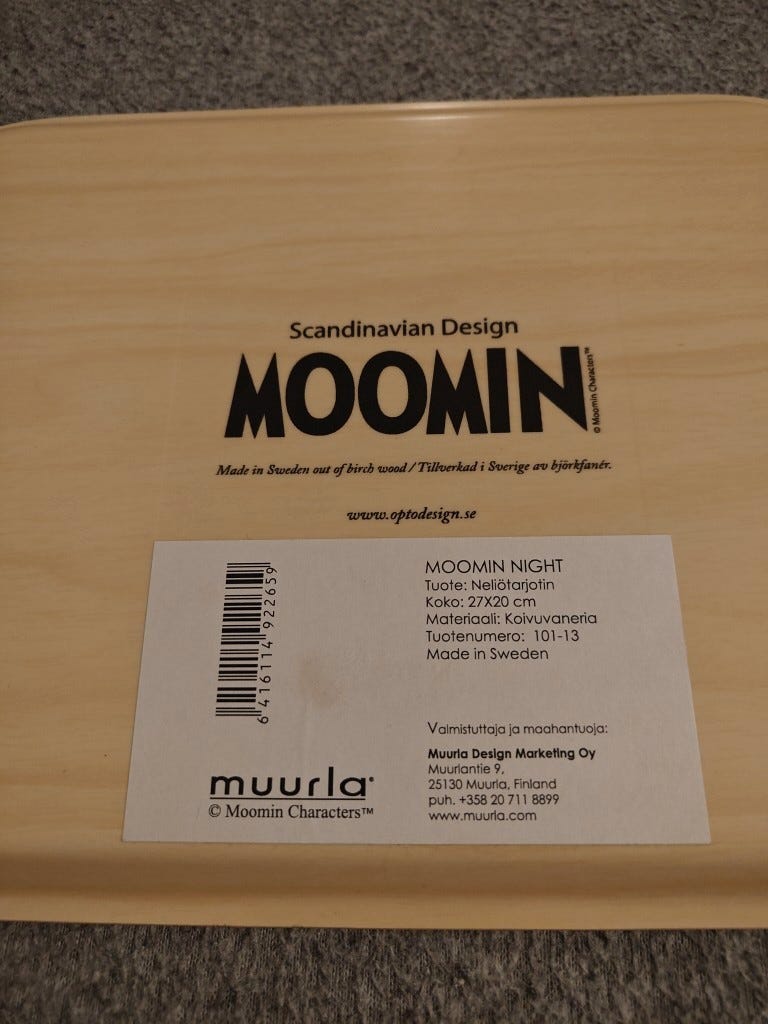 Scandinavian Design
MOOMIN
© Moomin Characters™
Made in Sweden out of birch wood / Tillverkad i Sverige av björkfanér.
www.optodesign.se
6 416114 922659
MOOMIN NIGHT
Tuote: Neliötarjotin
Koko: 27X20 cm
Materiaali: Koivuvaneria
Tuotenumero: 101-13
Made in Sweden
Valmistuttaja ja maahantuoja:
Muurla Design Marketing Oy
Muurlantie 9,
25130 Muurla, Finland
puh. +358 20 711 8899
www.muurla.com
muurla®
© Moomin Characters™